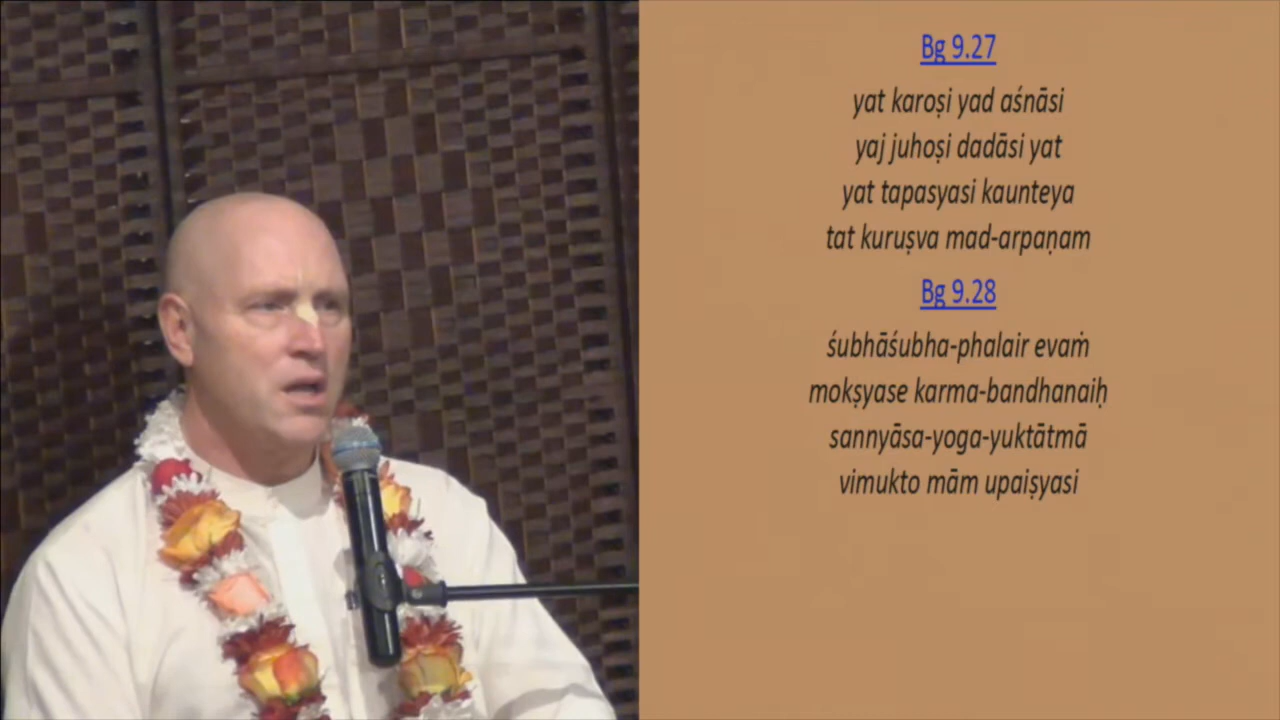 Bg 9.27
yat karoṣi yad aśnāsi
yaj juhoṣi dadāsi yat
yat tapasyasi kaunteya
tat kuruṣva mad-arpaṇam
Bg 9.28
śubhāśubha-phalair evaṁ
mokṣyase karma-bandhanaiḥ
sannyāsa-yoga-yuktātmā
vimukto mām upaiṣyasi